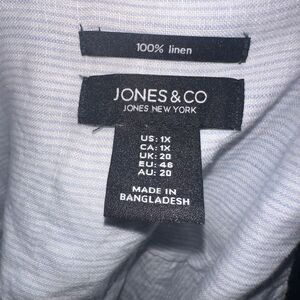 100% linen
JONES & CO
JONES NEW YORK
US: 1X
CA: 1X
UK: 20
EU: 46
AU: 20
MADE IN
BANGLADESH